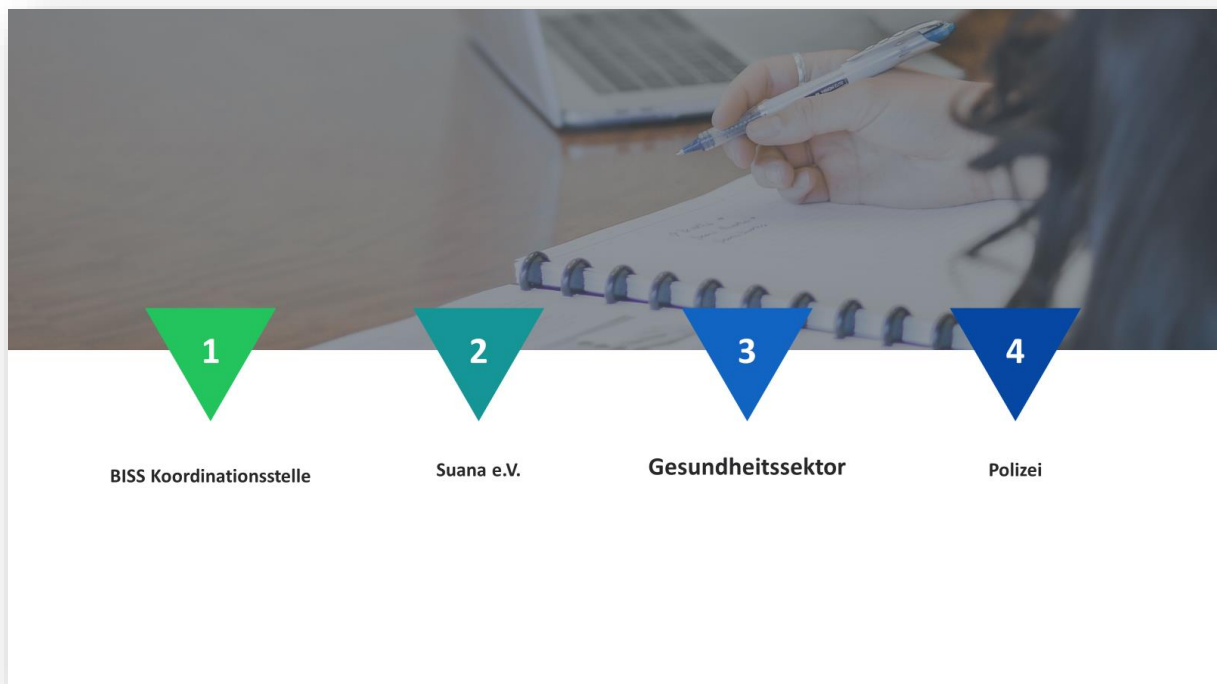 1
2
3
4
BISS Koordinationsstelle
Suana e.V.
Gesundheitssektor
Polizei